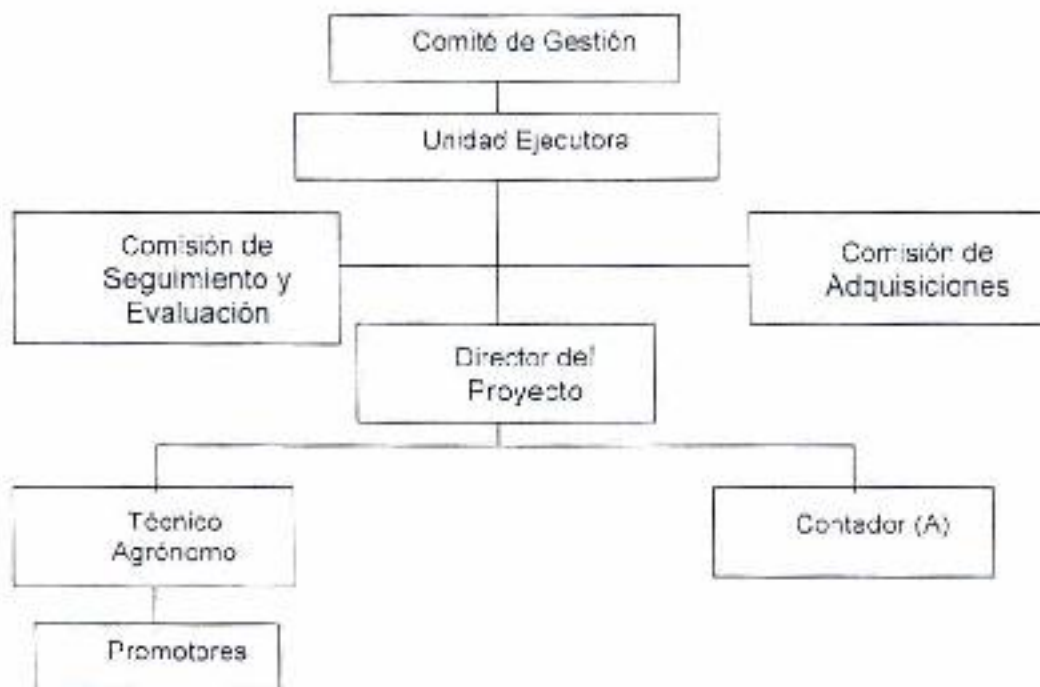 Comité de Gestión
Unidad Ejecutora
Comisión de
Seguimiento y
Evaluación
Comisión de
Adquisiciones
Director del
Proyecto
Técnico
Agrónomo
Contador (A)
Promotores